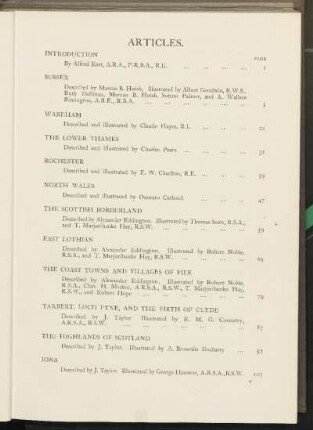 ARTICLES.
PAGE
INTRODUCTION
By Alfred East, A.R.A., P.R.B.A., R.E. ... ... ... ... 1
SUSSEX
Described by Marcus B. Huish. Illustrated by Albert Goodwin, R.W.S.,
Ruth Dollman, Marcus B. Huish, Sutton Palmer, and A. Wallace
Rimington, A.R.E., R.B.A. ... ... ... ... 3
WAREHAM
Described and illustrated by Claude Hayes, R.I. ... ... ... 21
THE LOWER THAMES
Described and illustrated by Charles Pears ... ... ... ... 31
ROCHESTER
Described and illustrated by E. W. Charlton, R.E. ... ... ... 39
NORTH WALES
Described and illustrated by Onorato Carlandi ... ... ... 47
THE SCOTTISH BORDERLAND
Described by Alexander Eddington. Illustrated by Thomas Scott, R.S.A.,
and T. Marjoribanks Hay, R.S.W. ... ... ... ... 59
EAST LOTHIAN
Described by Alexander Eddington. Illustrated by Robert Noble,
R.S.A., and T. Marjoribanks Hay, R.S.W. ... ... ... 69
THE COAST TOWNS AND VILLAGES OF FIFE
Described by Alexander Eddington. Illustrated by Robert Noble,
R.S.A., Chas. H. Mackie, A.R.S.A., R.S.W., T. Marjoribanks Hay,
R.S.W., and Robert Hope ... ... ... ... 79
TARBERT, LOCH FYNE, AND THE FIRTH OF CLYDE
Described by J. Taylor. Illustrated by R. M. G. Coventry,
A.R.S.A., R.S.W. ... ... ... ... 87
THE HIGHLANDS OF SCOTLAND
Described by J. Taylor. Illustrated by A. Brownlie Docharty ... 97
IONA
Described by J. Taylor. Illustrated by George Houston, A.R.S.A., R.S.W. 107